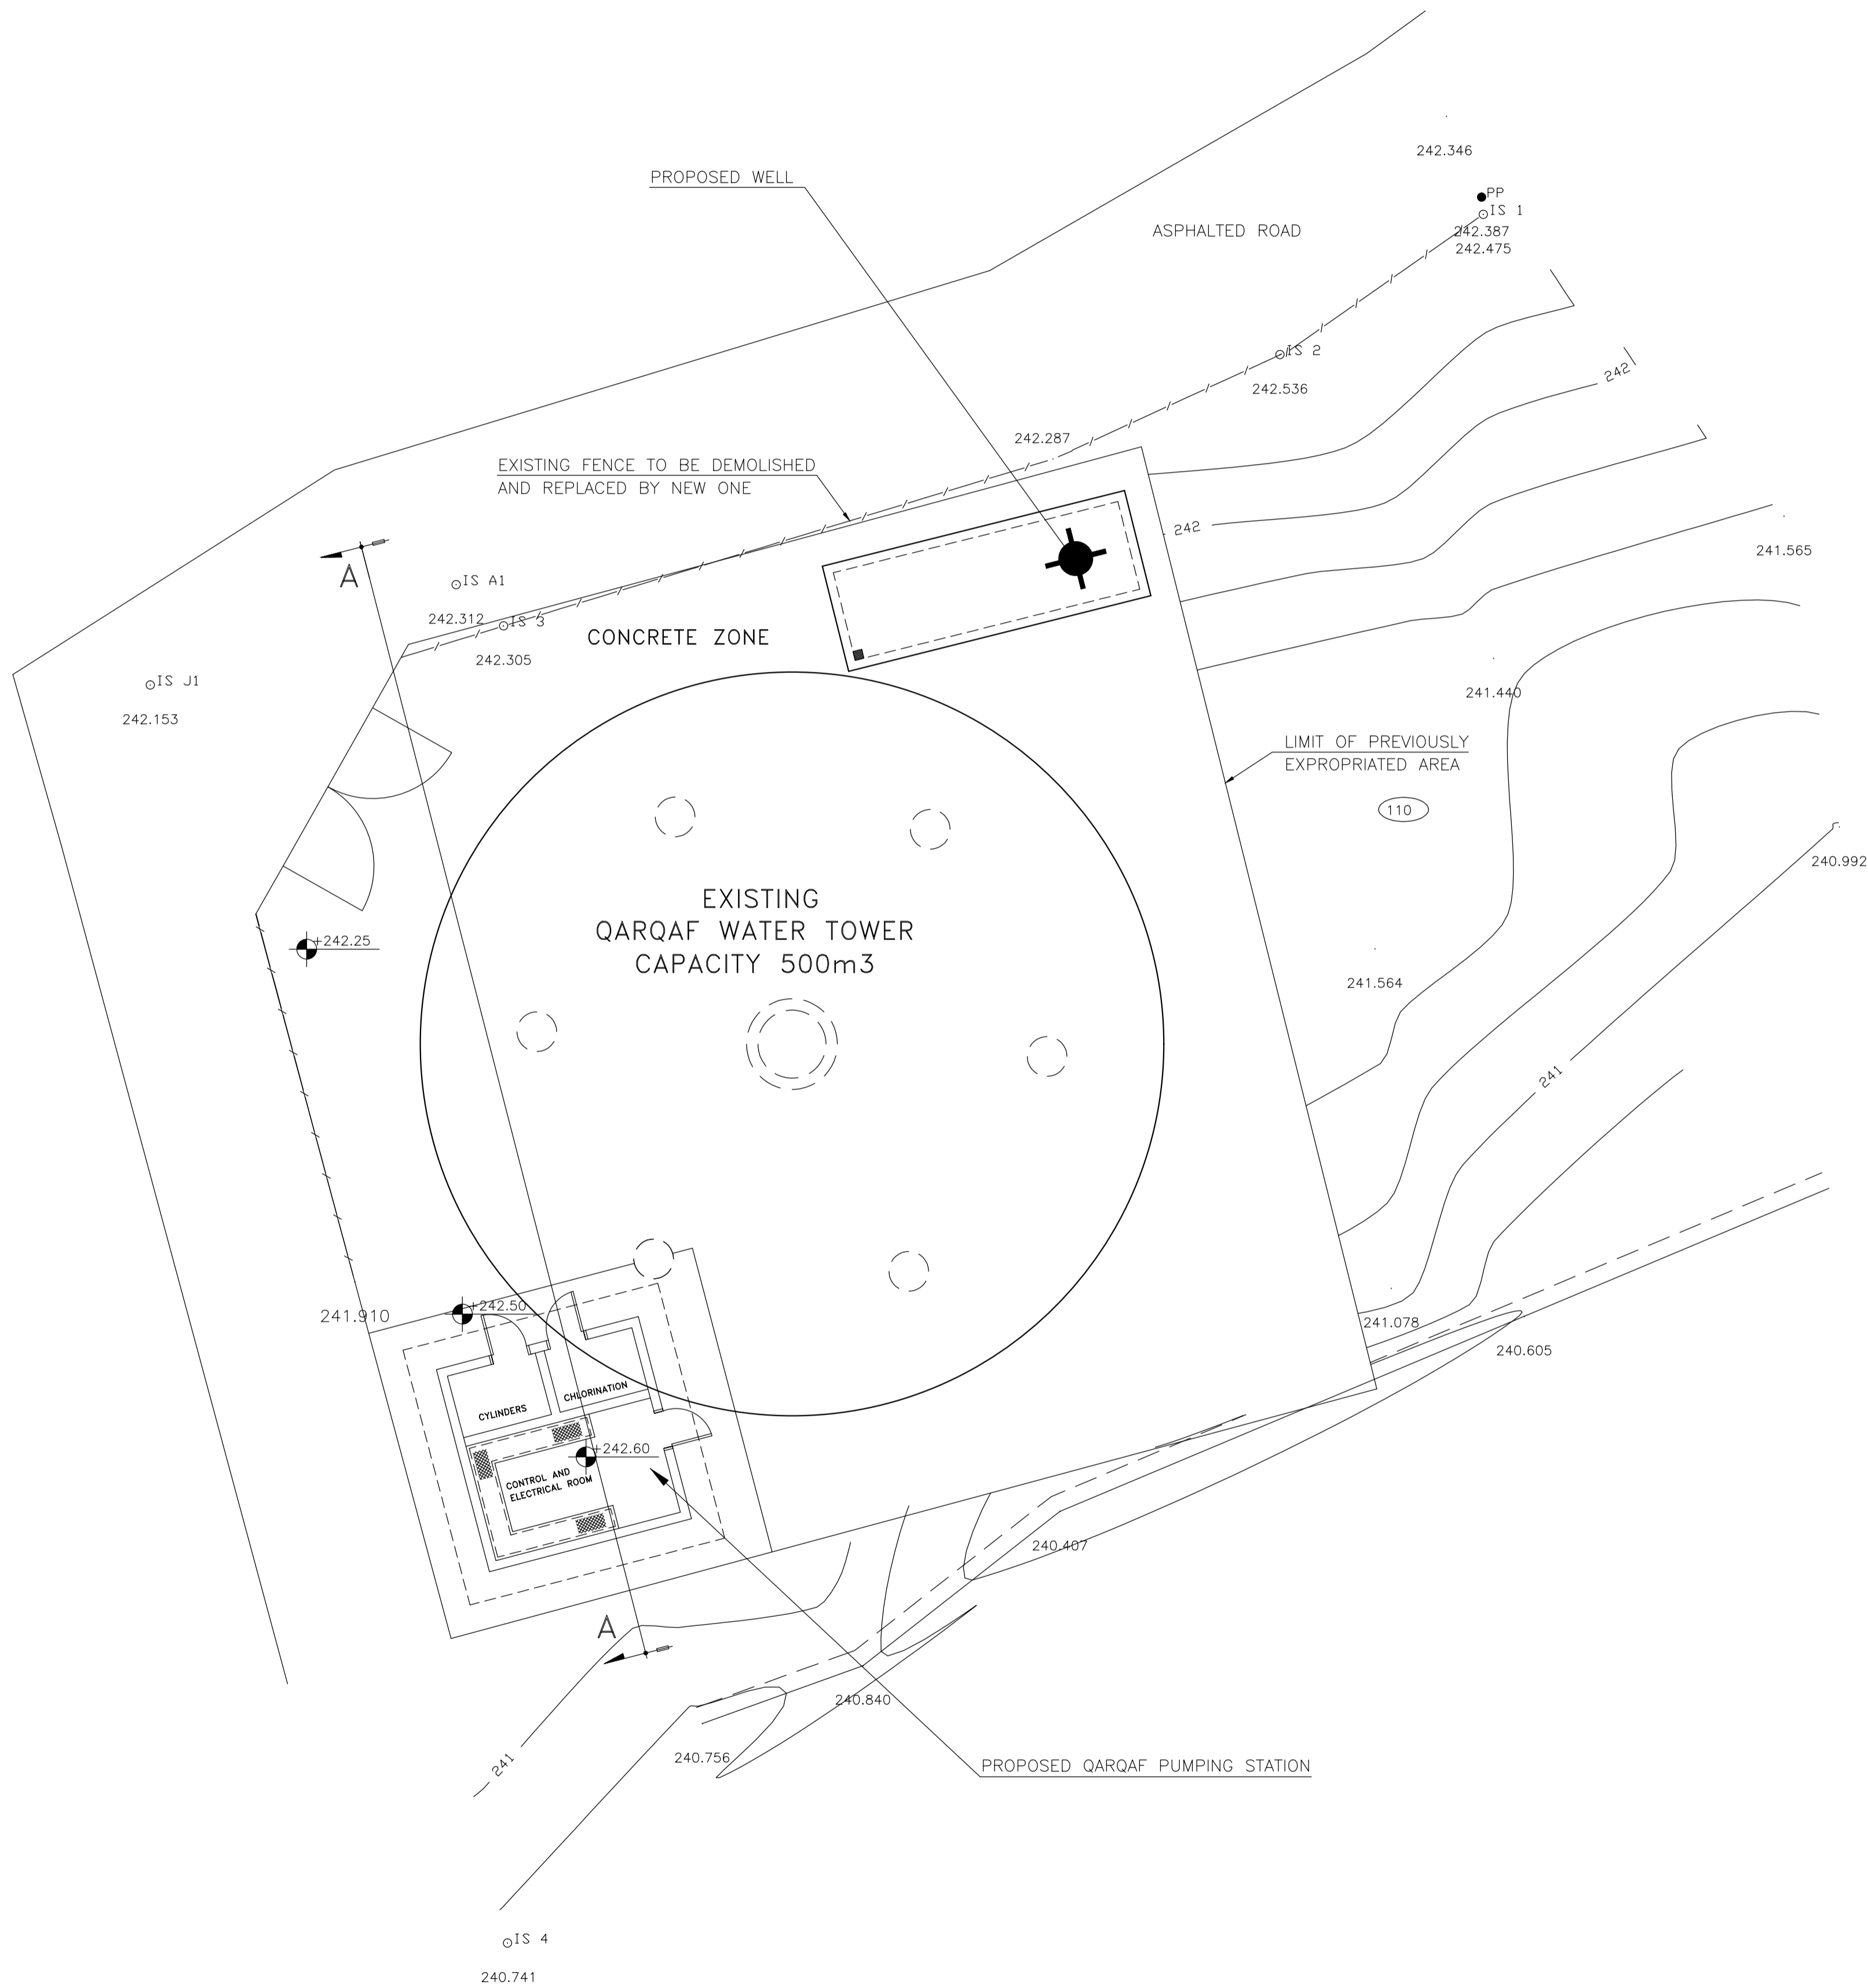 242.346
PP
IS 1
242.387
242.475
PROPOSED WELL
ASPHALTED ROAD
IS 2
242.536
242
242.287
EXISTING FENCE TO BE DEMOLISHED
AND REPLACED BY NEW ONE
242
241.565
A
IS A1
242.312
IS 3
242.305
CONCRETE ZONE
IS J1
242.153
241.440
LIMIT OF PREVIOUSLY
EXPROPRIATED AREA
110
240.992
EXISTING
QARQAF WATER TOWER
CAPACITY 500m3
+242.25
241.564
241
241.910
+242.50
241.078
240.605
CHLORINATION
CYLINDERS
+242.60
CONTROL AND
ELECTRICAL ROOM
240.407
A
240.840
240.756
241
PROPOSED QARQAF PUMPING STATION
IS 4
240.741